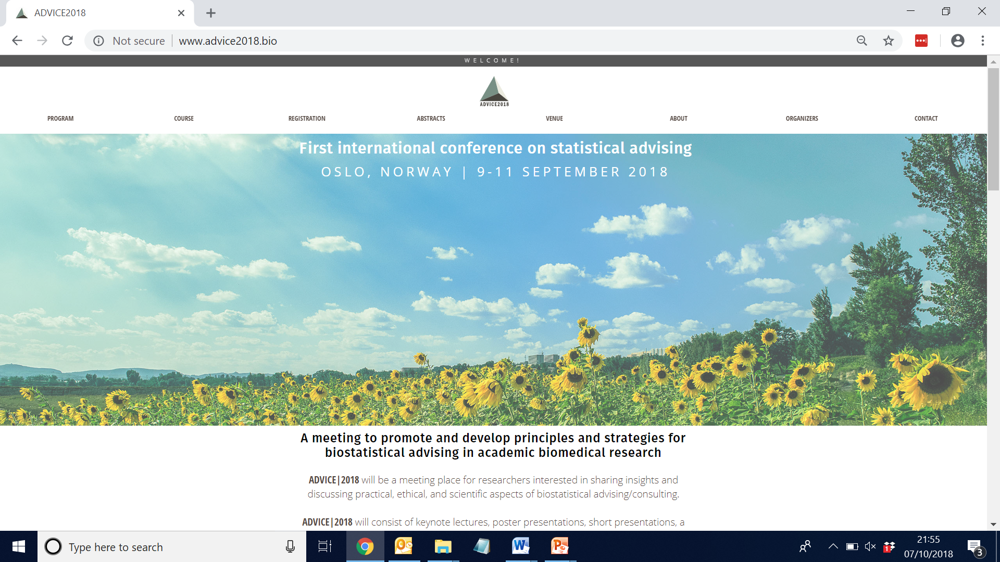 ADVICE2018
Not secure
www.advice2018.bio
WELCOME!
ADVICE2018
PROGRAM COURSE REGISTRATION ABSTRACTS VENUE ABOUT ORGANIZERS CONTACT
First international conference on statistical advising
OSLO, NORWAY | 9-11 SEPTEMBER 2018
A meeting to promote and develop principles and strategies for
biostatistical advising in academic biomedical research
ADVICE|2018 will be a meeting place for researchers interested in sharing insights and
discussing practical, ethical, and scientific aspects of biostatistical advising/consulting.
ADVICE|2018 will consist of keynote lectures, poster presentations, short presentations, a
Type here to search
O
W
P
1
21:55
07/10/2018
3